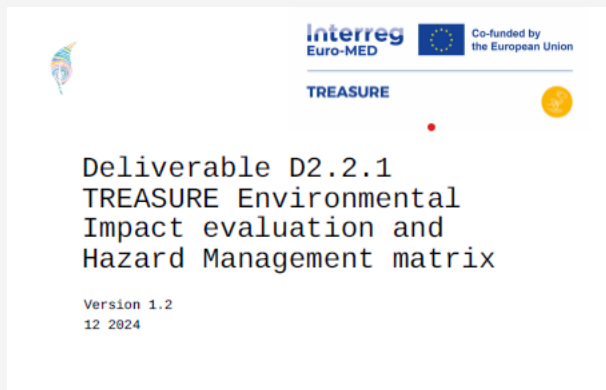 Interreg
Euro-MED
Co-funded by
the European Union
TREASURE
Deliverable D2.2.1
TREASURE Environmental
Impact evaluation and
Hazard Management matrix
Version 1.2
12 2024